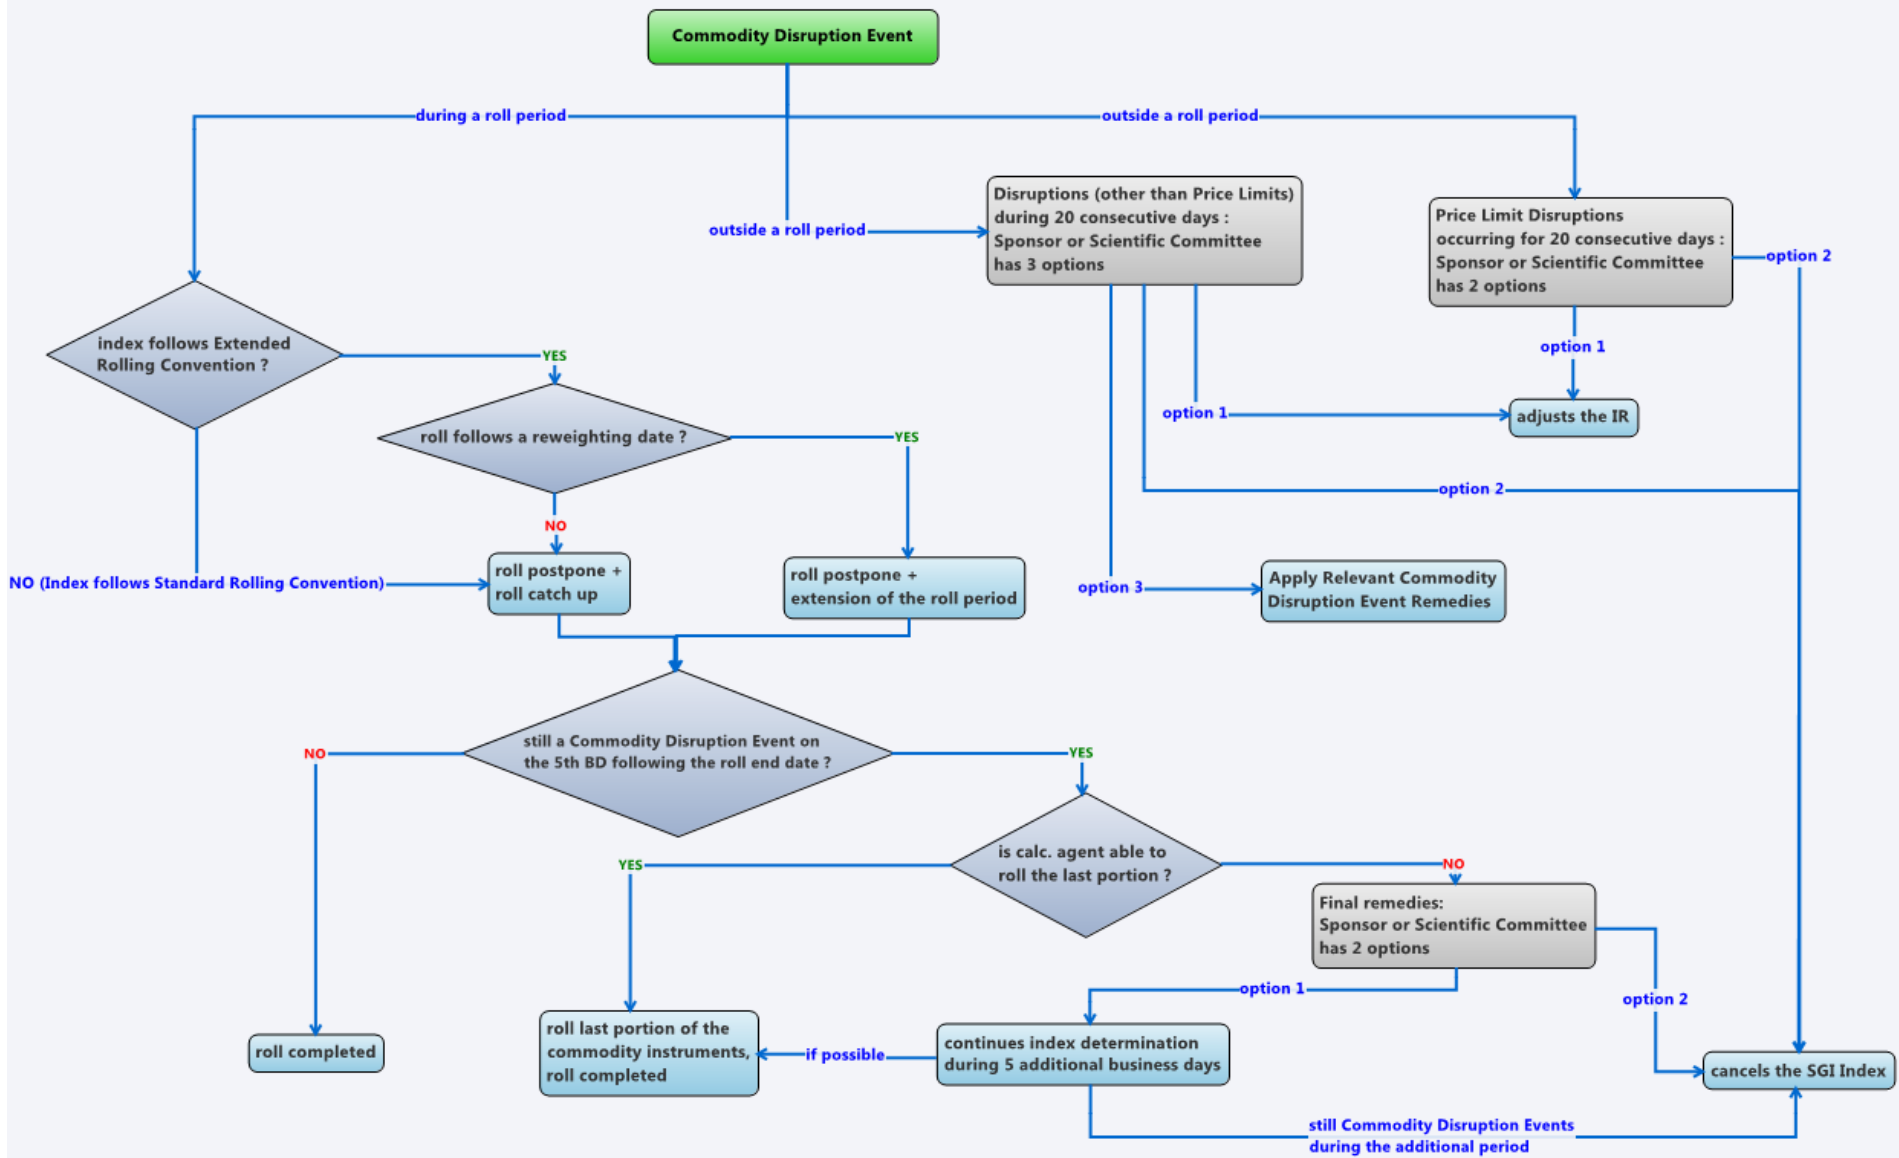 Commodity Disruption Event
during a roll period
outside a roll period
Disruptions (other than Price Limits)
during 20 consecutive days :
Sponsor or Scientific Committee
has 3 options
Price Limit Disruptions
occurring for 20 consecutive days :
Sponsor or Scientific Committee
has 2 options
outside a roll period
option 2
index follows Extended
Rolling Convention ?
YES
option 1
roll follows a reweighting date ?
YES
option 1
adjusts the IR
option 2
NO
NO (Index follows Standard Rolling Convention)
roll postpone +
roll catch up
roll postpone +
extension of the roll period
option 3
Apply Relevant Commodity
Disruption Event Remedies
still a Commodity Disruption Event on
the 5th BD following the roll end date ?
NO
YES
is calc. agent able to
roll the last portion ?
YES
NO
Final remedies:
Sponsor or Scientific Committee
has 2 options
option 1
option 2
roll completed
roll last portion of the
commodity instruments,
roll completed
if possible
continues index determination
during 5 additional business days
cancels the SGI Index
still Commodity Disruption Events
during the additional period